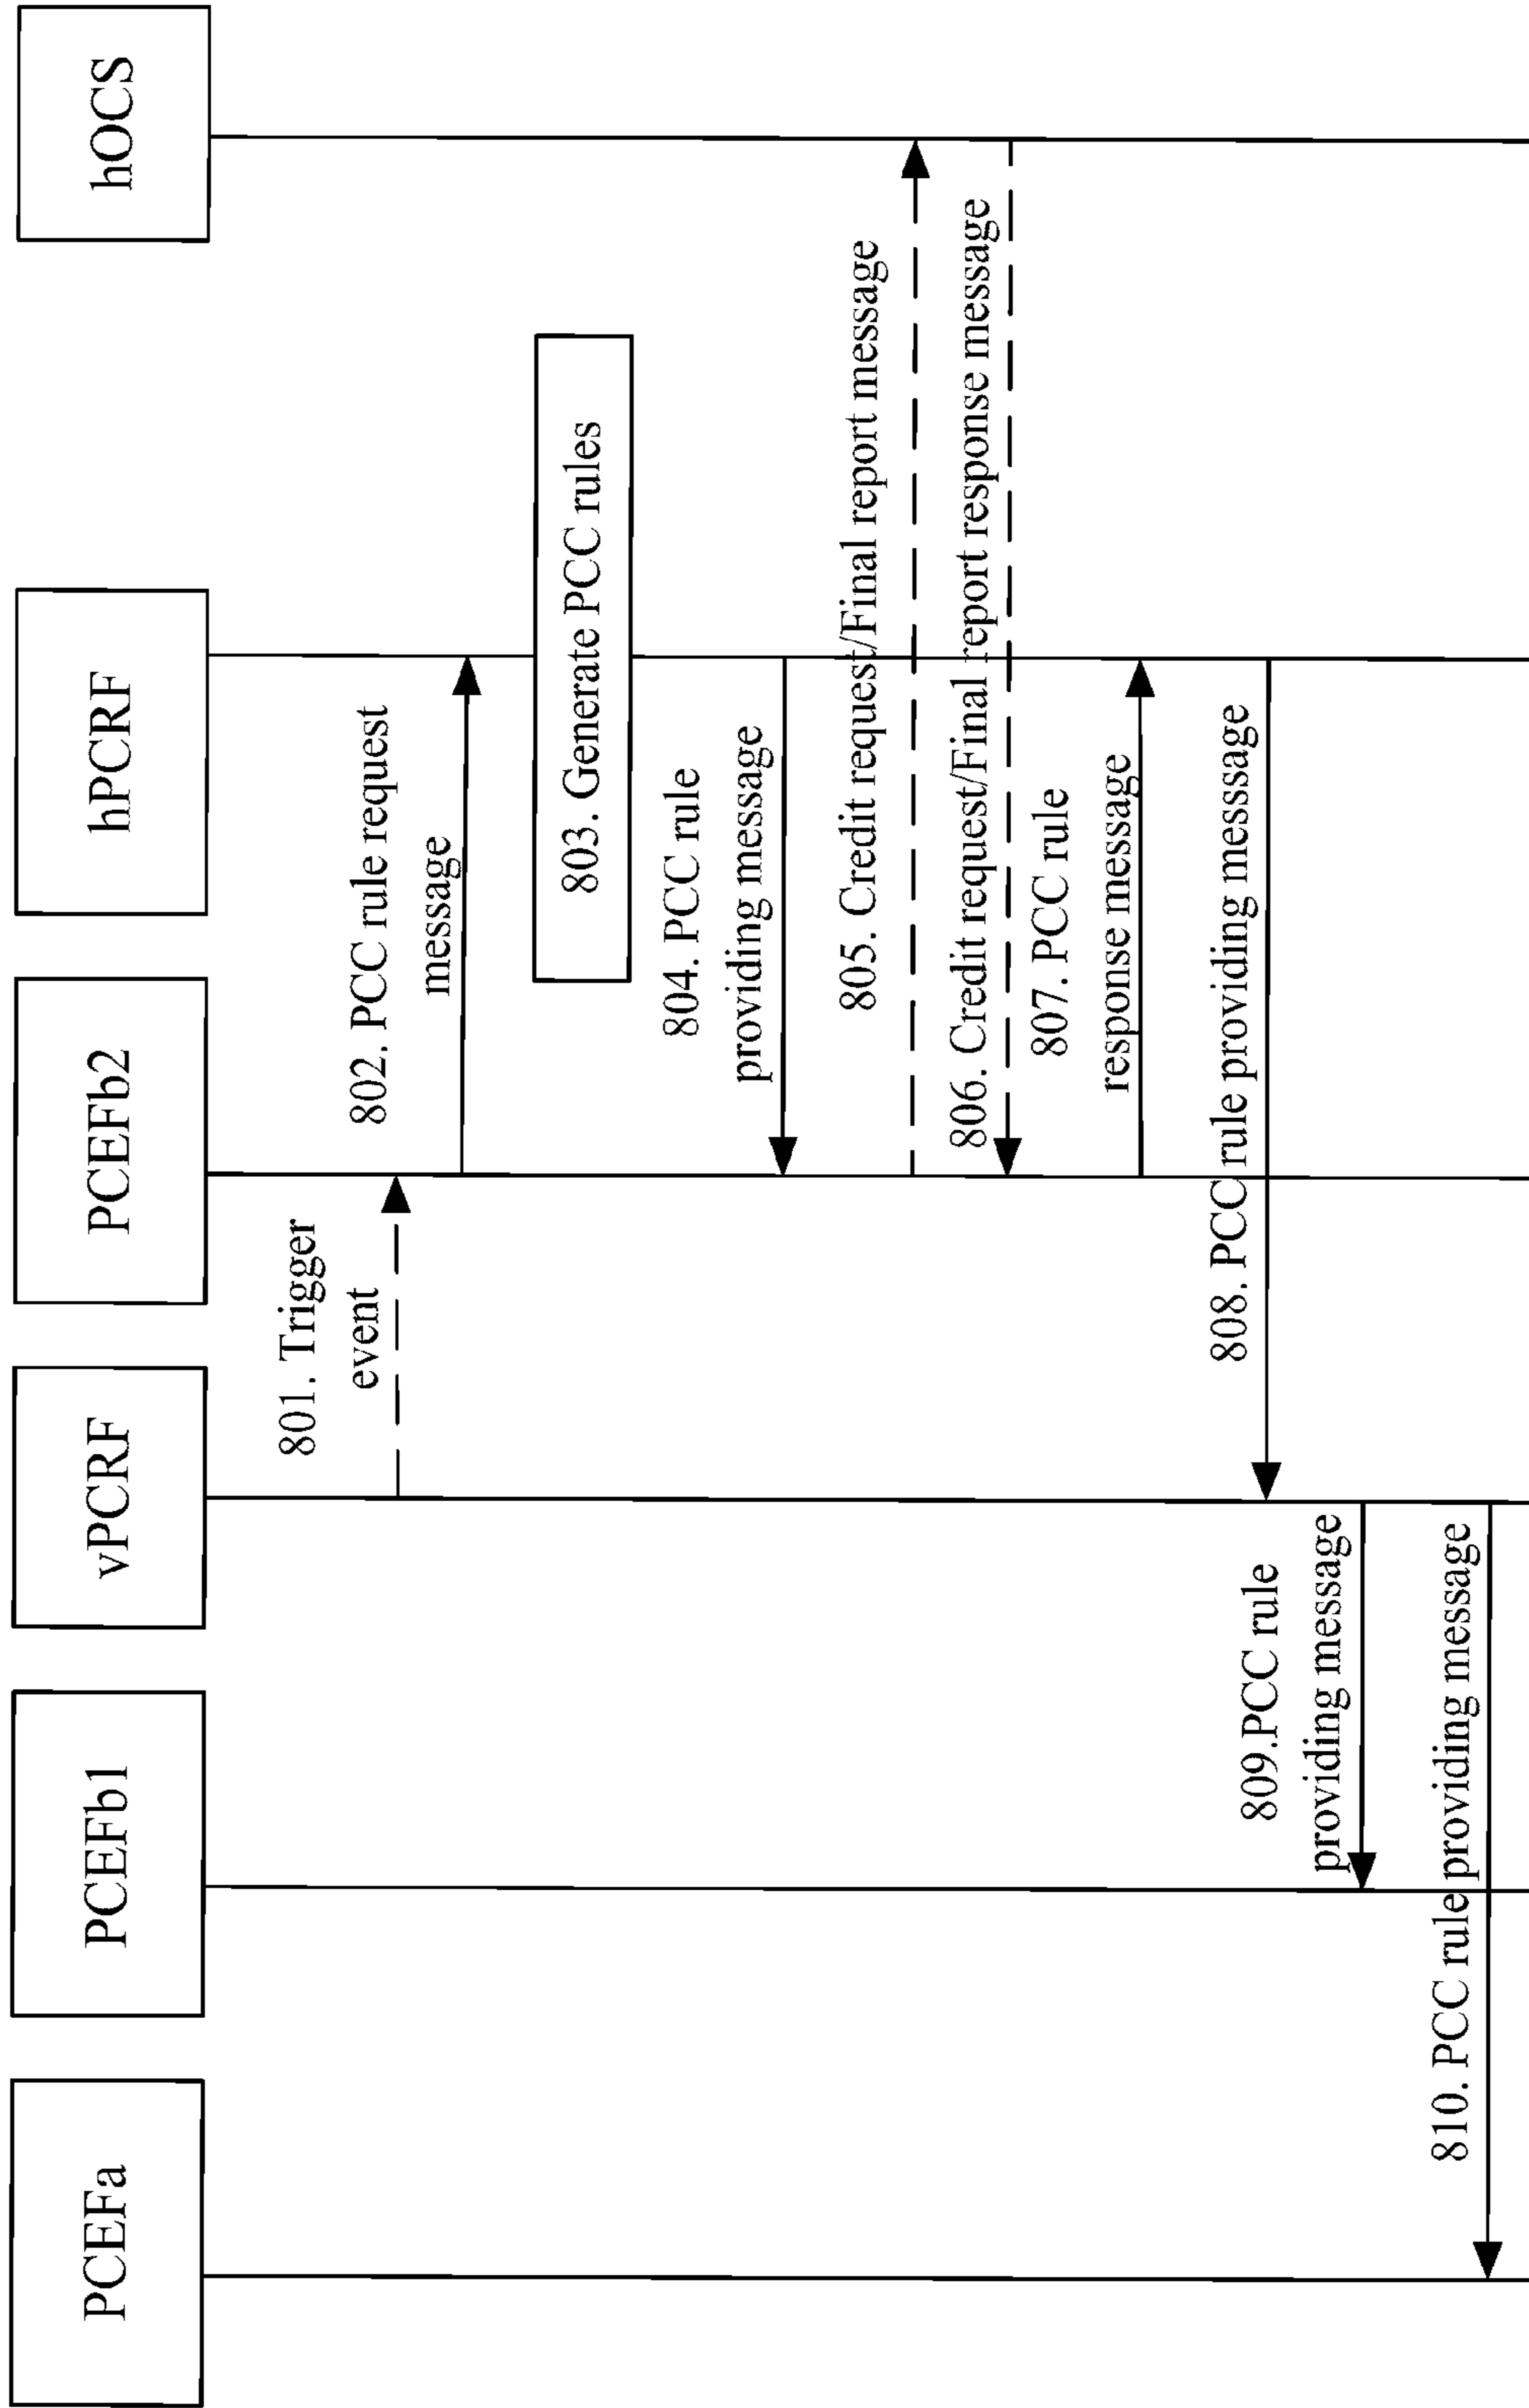 PCEFa
PCEFb1
vPCRF
PCEFb2
hPCRF
hOCS
801. Trigger
event
802. PCC rule request
message
803. Generate PCC rules
804. PCC rule
providing message
805. Credit request/Final report message
806. Credit request/Final report response message
807. PCC rule
response message
808. PCC rule providing messsage
809.PCC rule
providing message
810. PCC rule providing message